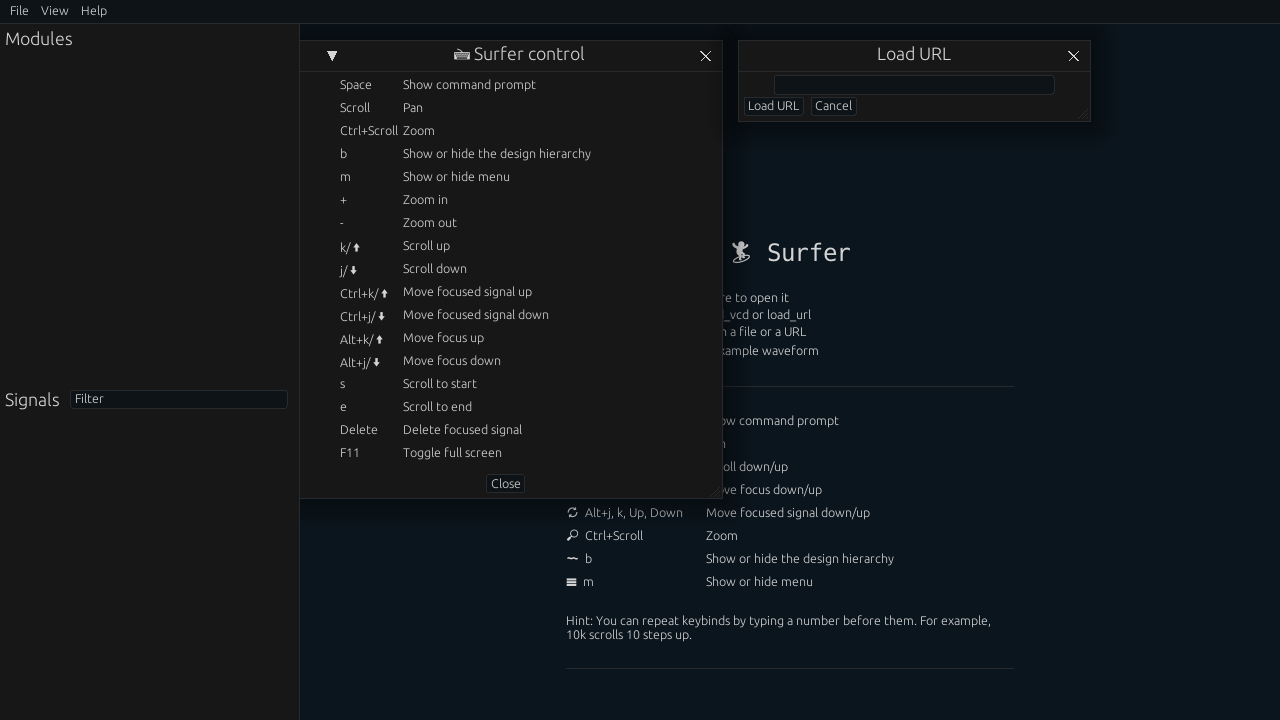 File View Help
Modules
Signals Filter
Surfer control
Space Show command prompt
Scroll Pan
Ctrl+Scroll Zoom
b Show or hide the design hierarchy
m Show or hide menu
+ Zoom in
- Zoom out
k/⬆ Scroll up
j/⬇ Scroll down
Ctrl+k/⬆ Move focused signal up
Ctrl+j/⬇ Move focused signal down
Alt+k/⬆ Move focus up
Alt+j/⬇ Move focus down
s Scroll to start
e Scroll to end
Delete Delete focused signal
F11 Toggle full screen
Close
Load URL
Load URL Cancel
Surfer
to open it
or load_url
a file or a URL
waveform
command prompt
down/up
focus down/up
Alt+j, k, Up, Down Move focused signal down/up
Ctrl+Scroll Zoom
b Show or hide the design hierarchy
m Show or hide menu
Hint: You can repeat keybinds by typing a number before them. For example,
10k scrolls 10 steps up.